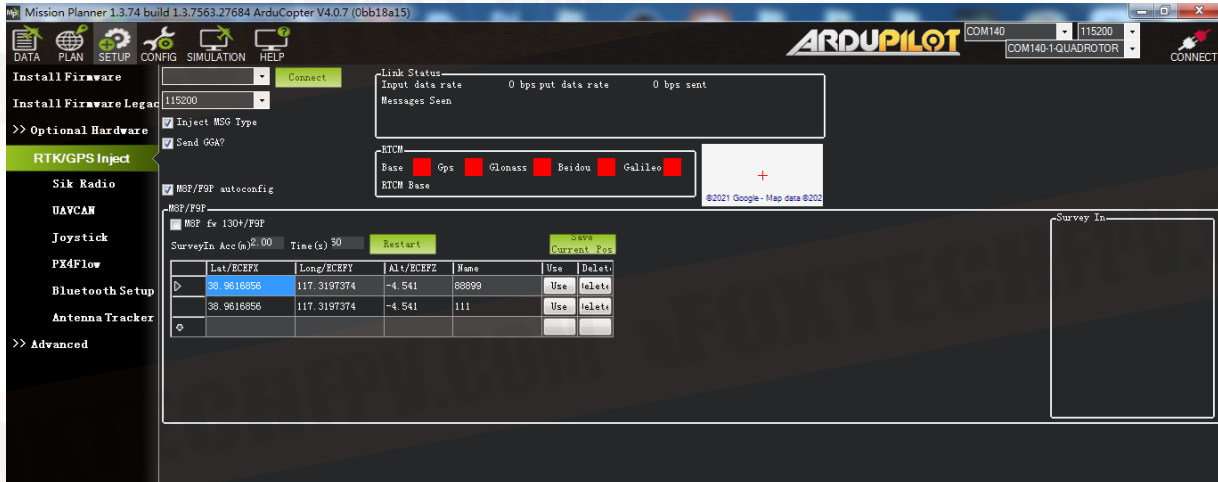 Mission Planner 1.3.74 build 1.3.7563.27684 ArduCopter V4.0.7 (0bb18a15)
DATA PLAN SETUP CONFIG SIMULATION HELP
ARDUPILOT
COM140 115200
COM140-1-QUADROTOR
CONNECT
Install Firmware
Install Firmware Legac
>> Optional Hardware
RTK/GPS Inject
Sik Radio
UAVCAN
Joystick
PX4Flow
Bluetooth Setup
Antenna Tracker
>> Advanced
Connect
115200
Inject MSG Type
Send GGA?
M8P/F9P autoconfig
Link Status
Input data rate 0 bps put data rate 0 bps sent
Messages Seen
RTCM
Base Gps Glonass Beidou Galileo
RTCM Base
©2021 Google - Map data ©202
M8P/F9P
M8P fw 130+/F9P
SurveyIn Acc(m) 2.00 Time(s) 60 Restart
Save
Current Pos
Lat/ECEFX Long/ECEFY Alt/ECEFZ Name Use Delet
38.9616856 117.3197374 -4.541 88899 Use elet
38.9616856 117.3197374 -4.541 111 Use elet
Survey In